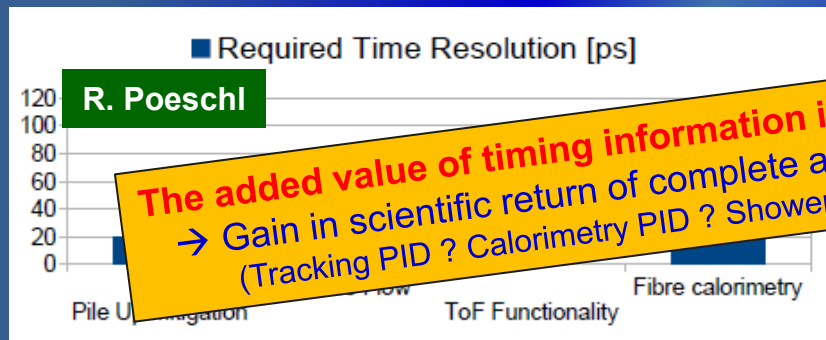 Required Time Resolution [ps]
R. Poeschl
120
100
80
60
40
20
0
The added value of timing information i
→ Gain in scientific return of complete a
(Tracking PID ? Calorimetry PID ? Shower
Pile
ToF Functionality
Fibre calorimetry